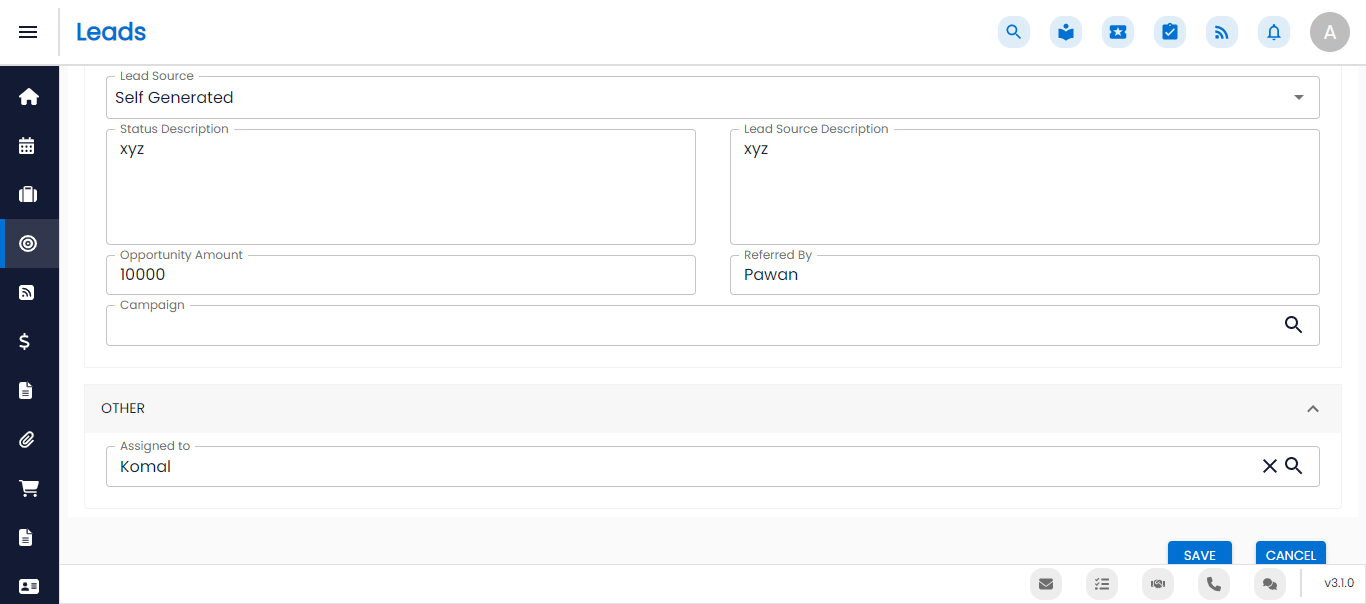 Leads
A
Lead Source
Self Generated
Status Description
xyz
Lead Source Description
xyz
Opportunity Amount
10000
Referred By
Pawan
Campaign
OTHER
Assigned to
Komal
SAVE
CANCEL
v3.1.0